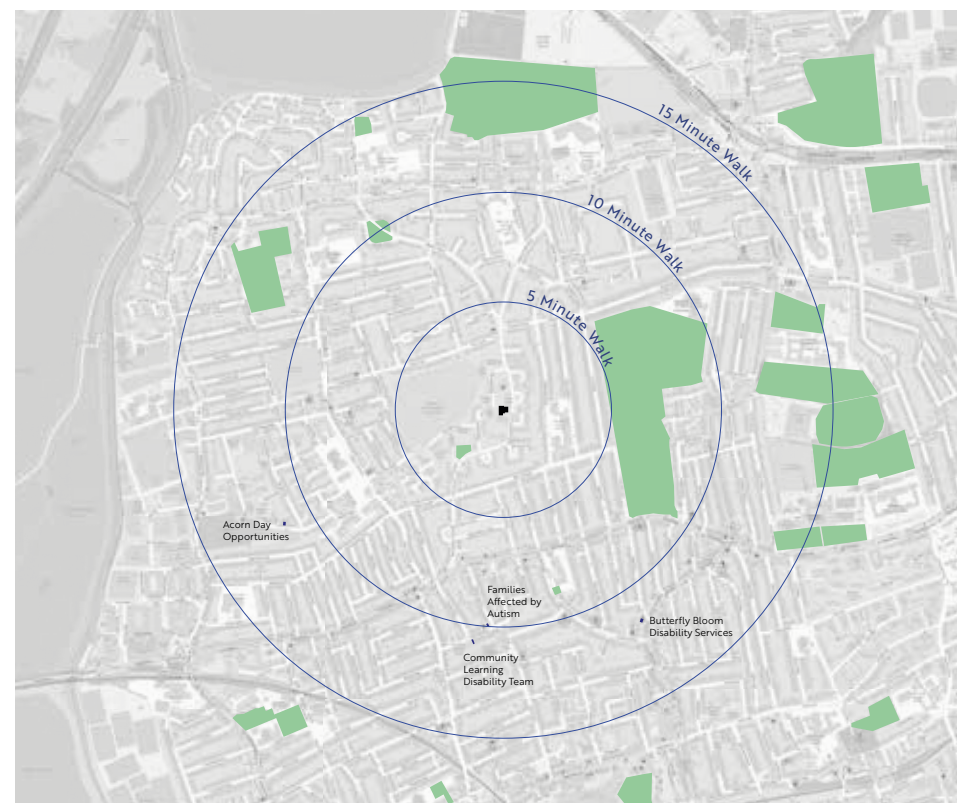 15 Minute Walk
10 Minute Walk
5 Minute Walk
Acorn Day
Opportunities
Families
Affected by
Autism
Butterfly Bloom
Disability Services
Community
Learning
Disability Team